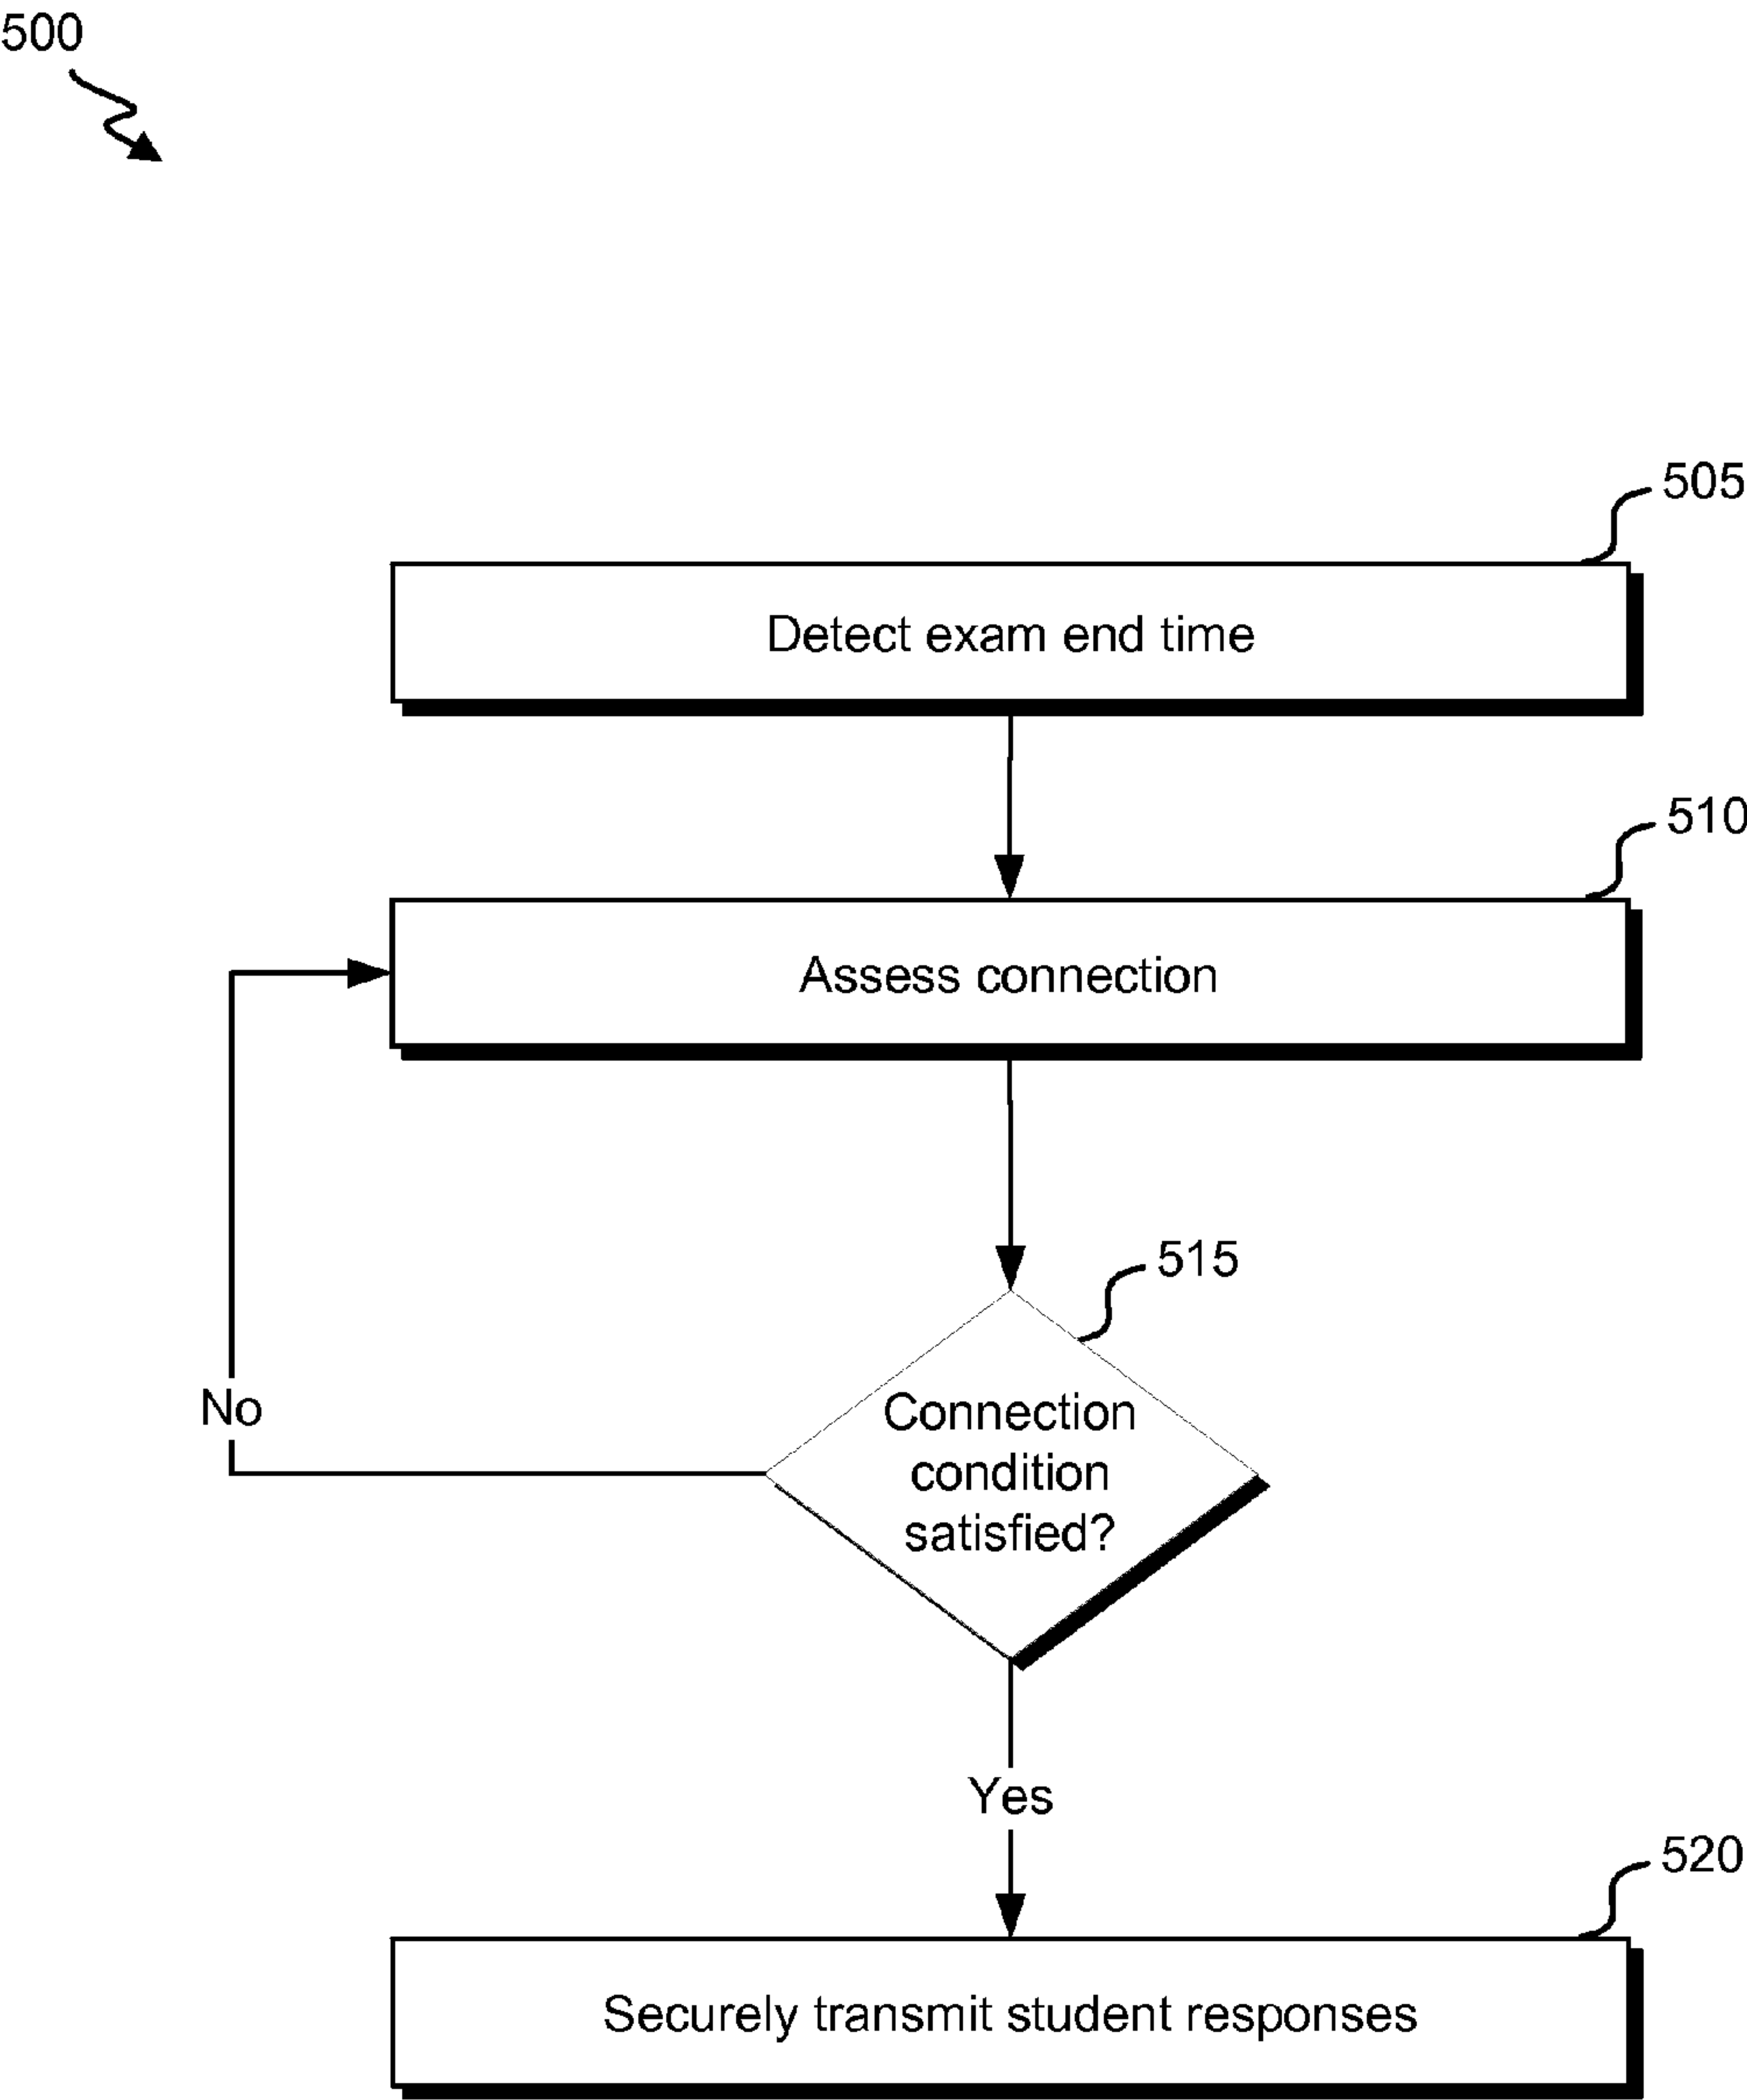 500
505
Detect exam end time
510
Assess connection
515
Connection
condition
satisfied?
No
Yes
520
Securely transmit student responses